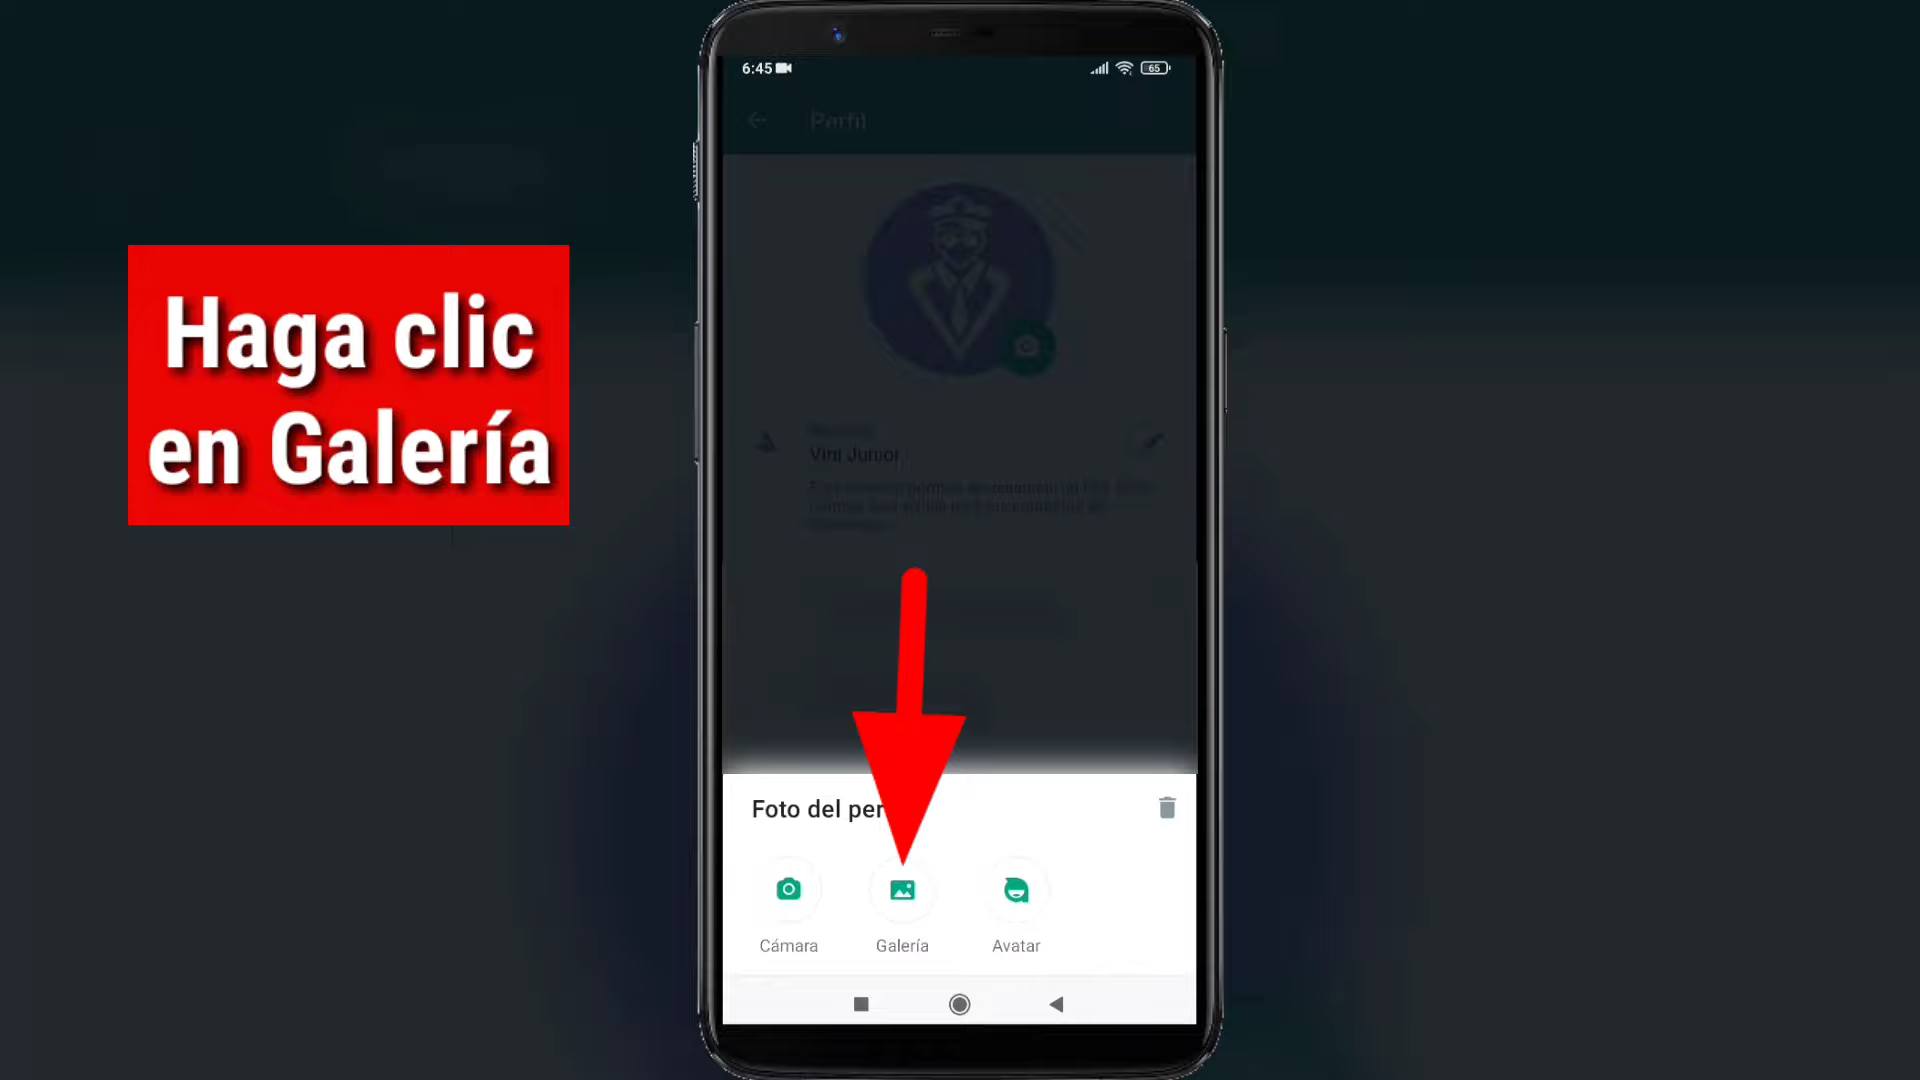 6:45
65
Perfil
Haga clic
en Galería
Vini Junior
Foto del per
Cámara
Galería
Avatar